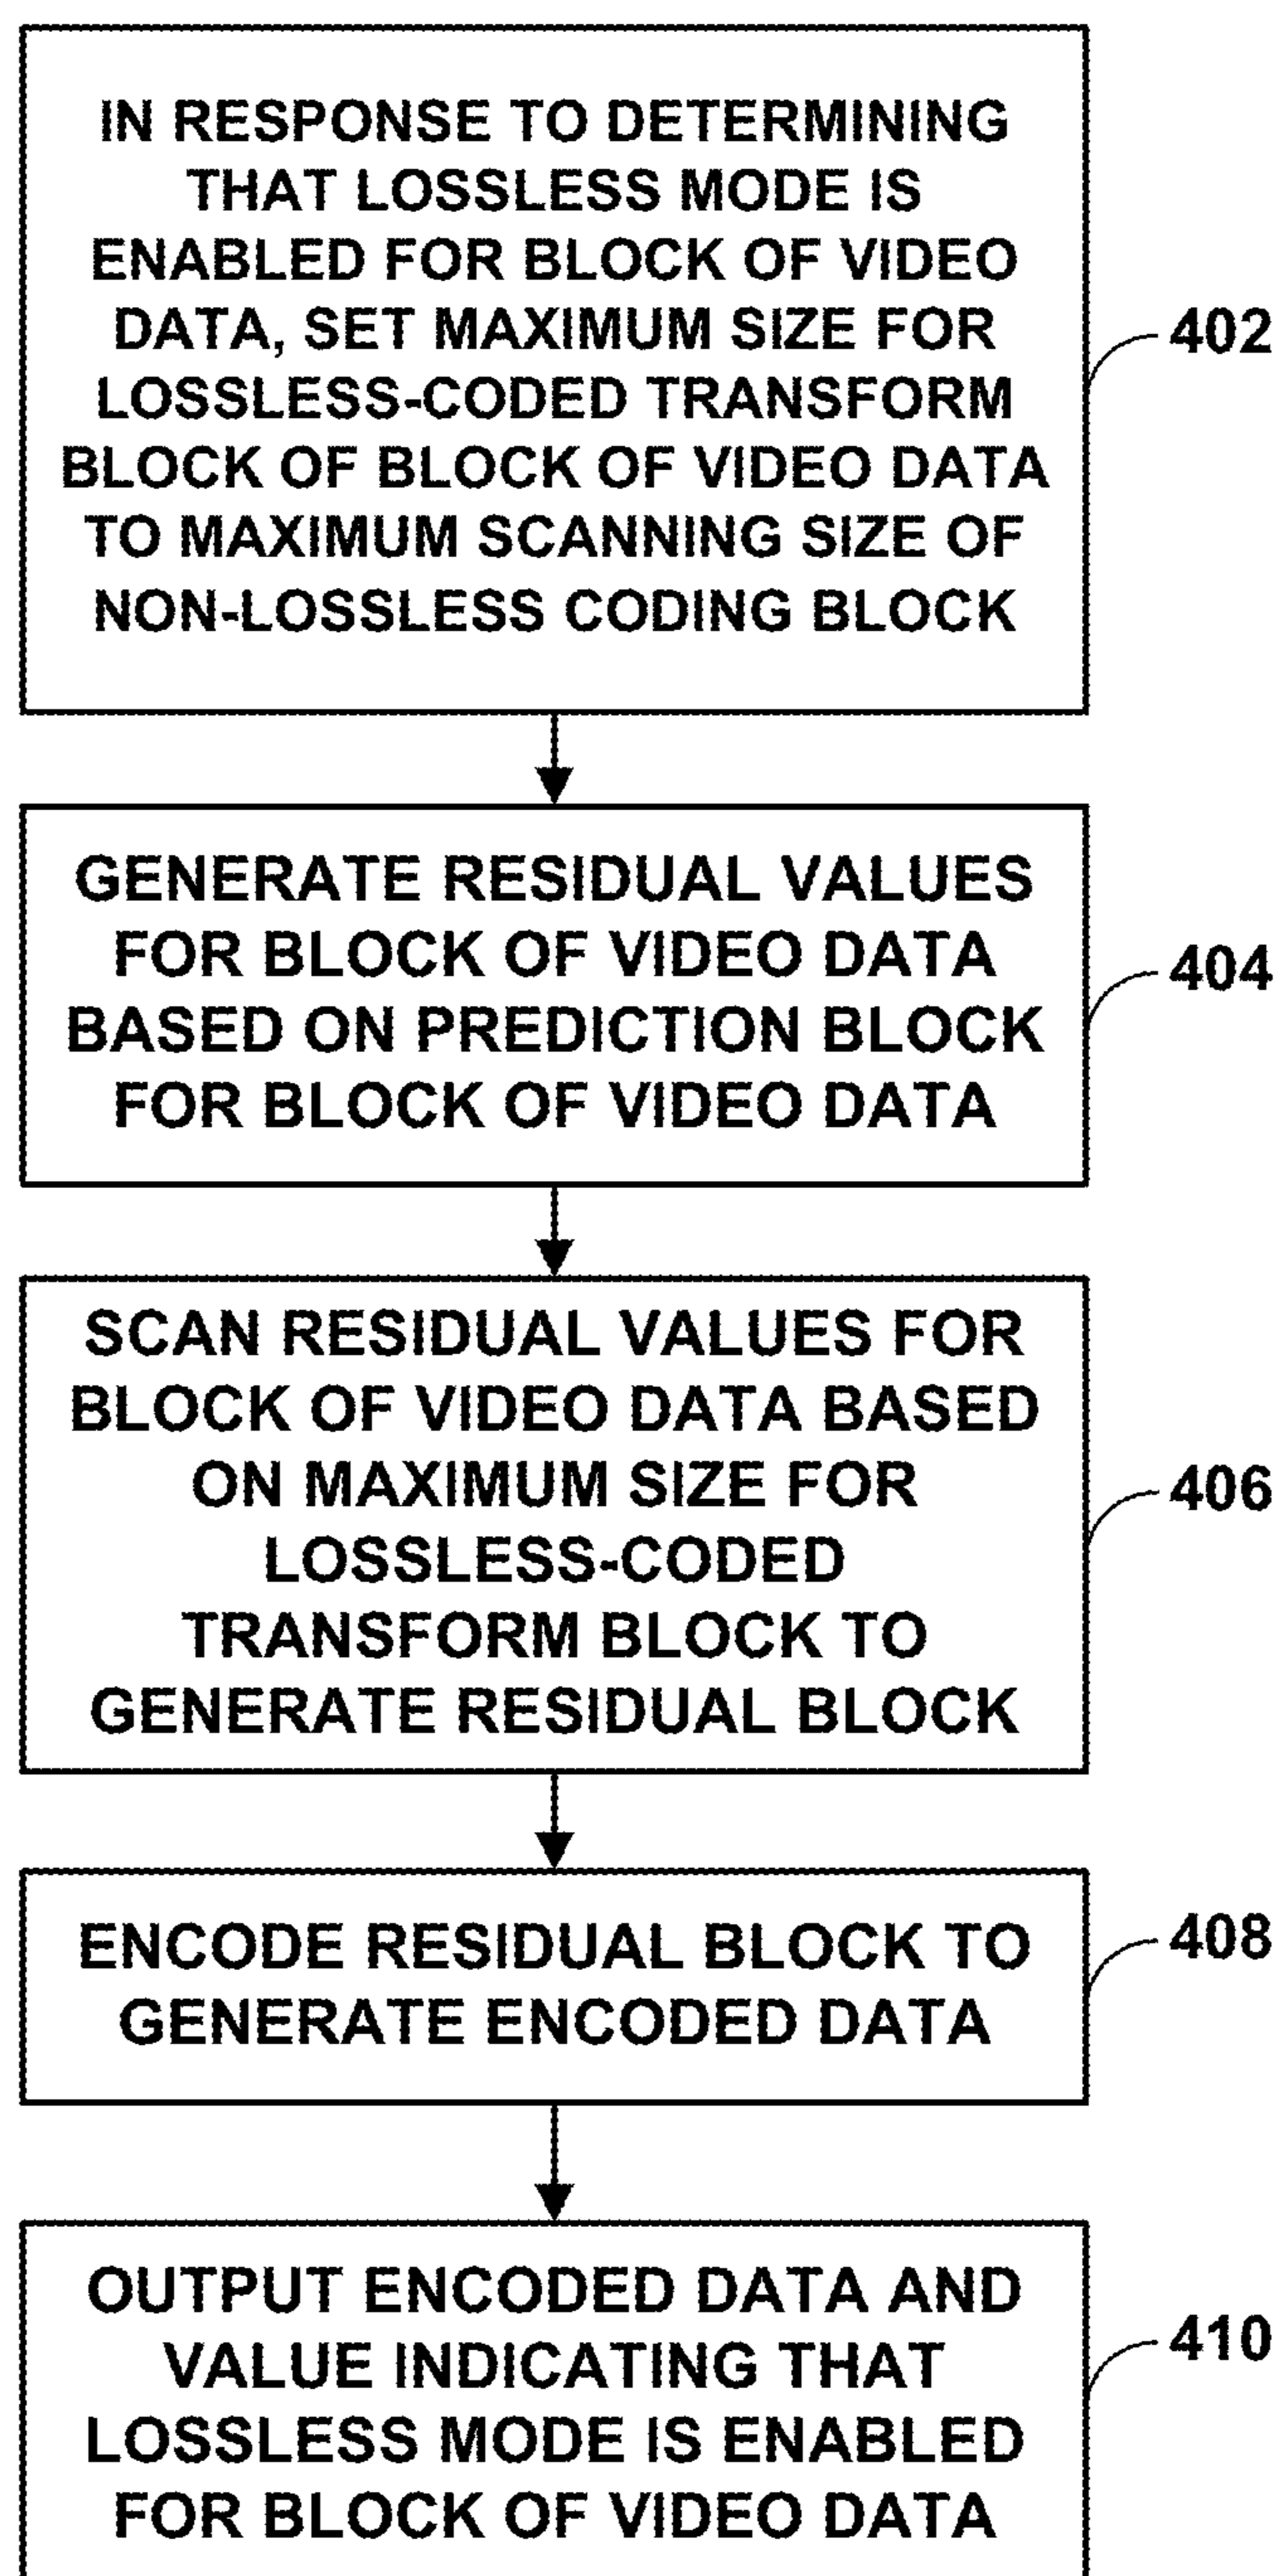 IN RESPONSE TO DETERMINING
THAT LOSSLESS MODE IS
ENABLED FOR BLOCK OF VIDEO
DATA, SET MAXIMUM SIZE FOR
LOSSLESS-CODED TRANSFORM
BLOCK OF BLOCK OF VIDEO DATA
TO MAXIMUM SCANNING SIZE OF
NON-LOSSLESS CODING BLOCK
402
GENERATE RESIDUAL VALUES
FOR BLOCK OF VIDEO DATA
BASED ON PREDICTION BLOCK
FOR BLOCK OF VIDEO DATA
404
SCAN RESIDUAL VALUES FOR
BLOCK OF VIDEO DATA BASED
ON MAXIMUM SIZE FOR
LOSSLESS-CODED
TRANSFORM BLOCK TO
GENERATE RESIDUAL BLOCK
406
ENCODE RESIDUAL BLOCK TO
GENERATE ENCODED DATA
408
OUTPUT ENCODED DATA AND
VALUE INDICATING THAT
LOSSLESS MODE IS ENABLED
FOR BLOCK OF VIDEO DATA
410